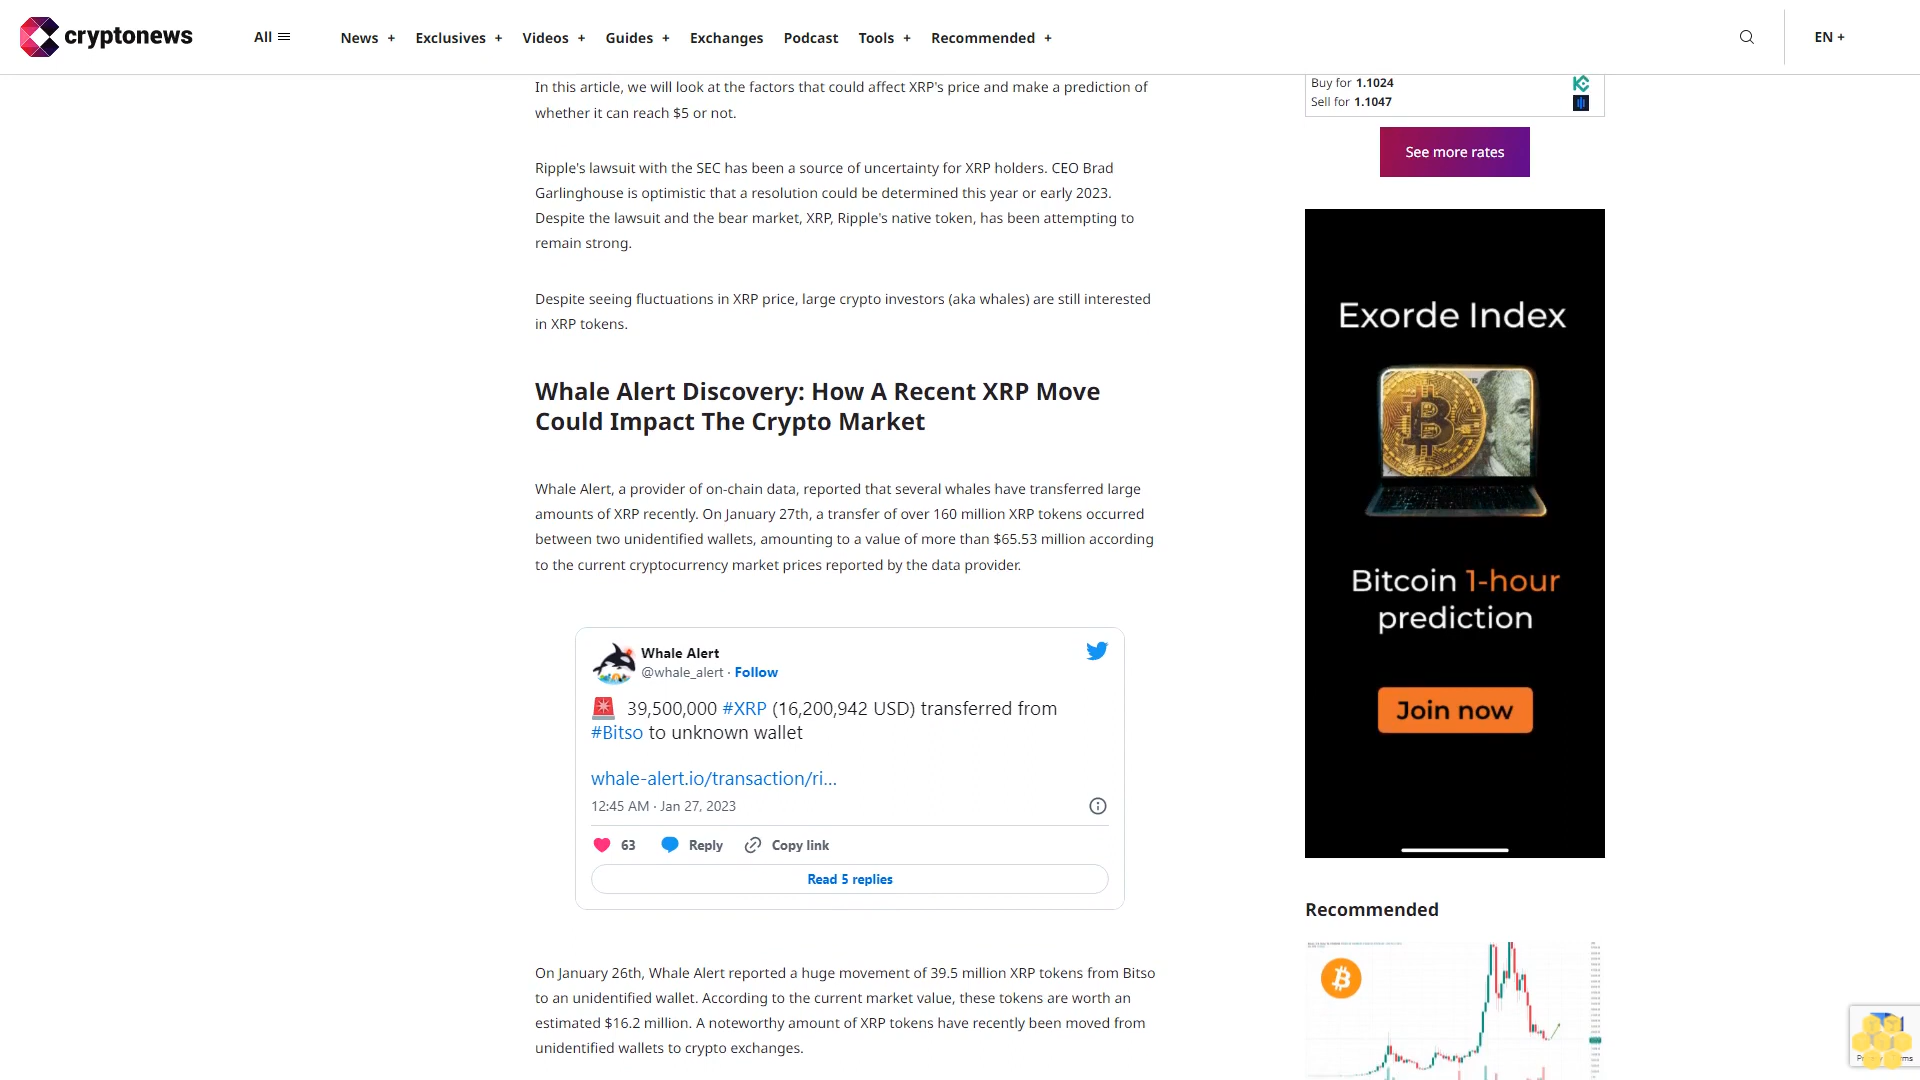 cryptonews
All
News +
Exclusives +
Videos +
Guides +
Exchanges
Podcast
Tools +
Recommended +
EN +
In this article, we will look at the factors that could affect XRP's price and make a prediction of
whether it can reach $5 or not.
Ripple's lawsuit with the SEC has been a source of uncertainty for XRP holders. CEO Brad
Garlinghouse is optimistic that a resolution could be determined this year or early 2023.
Despite the lawsuit and the bear market, XRP, Ripple's native token, has been attempting to
remain strong.
Despite seeing fluctuations in XRP price, large crypto investors (aka whales) are still interested
in XRP tokens.
Whale Alert Discovery: How A Recent XRP Move
Could Impact The Crypto Market
Whale Alert, a provider of on-chain data, reported that several whales have transferred large
amounts of XRP recently. On January 27th, a transfer of over 160 million XRP tokens occurred
between two unidentified wallets, amounting to a value of more than $65.53 million according
to the current cryptocurrency market prices reported by the data provider.
Whale Alert
@whale_alert · Follow
39,500,000 #XRP (16,200,942 USD) transferred from
#Bitso to unknown wallet
whale-alert.io/transaction/ri...
12:45 AM · Jan 27, 2023
63
Reply
Copy link
Read 5 replies
On January 26th, Whale Alert reported a huge movement of 39.5 million XRP tokens from Bitso
to an unidentified wallet. According to the current market value, these tokens are worth an
estimated $16.2 million. A noteworthy amount of XRP tokens have recently been moved from
unidentified wallets to crypto exchanges.
Buy for 1.1024
Sell for 1.1047
See more rates
Exorde Index
Bitcoin 1-hour
prediction
Join now
Recommended